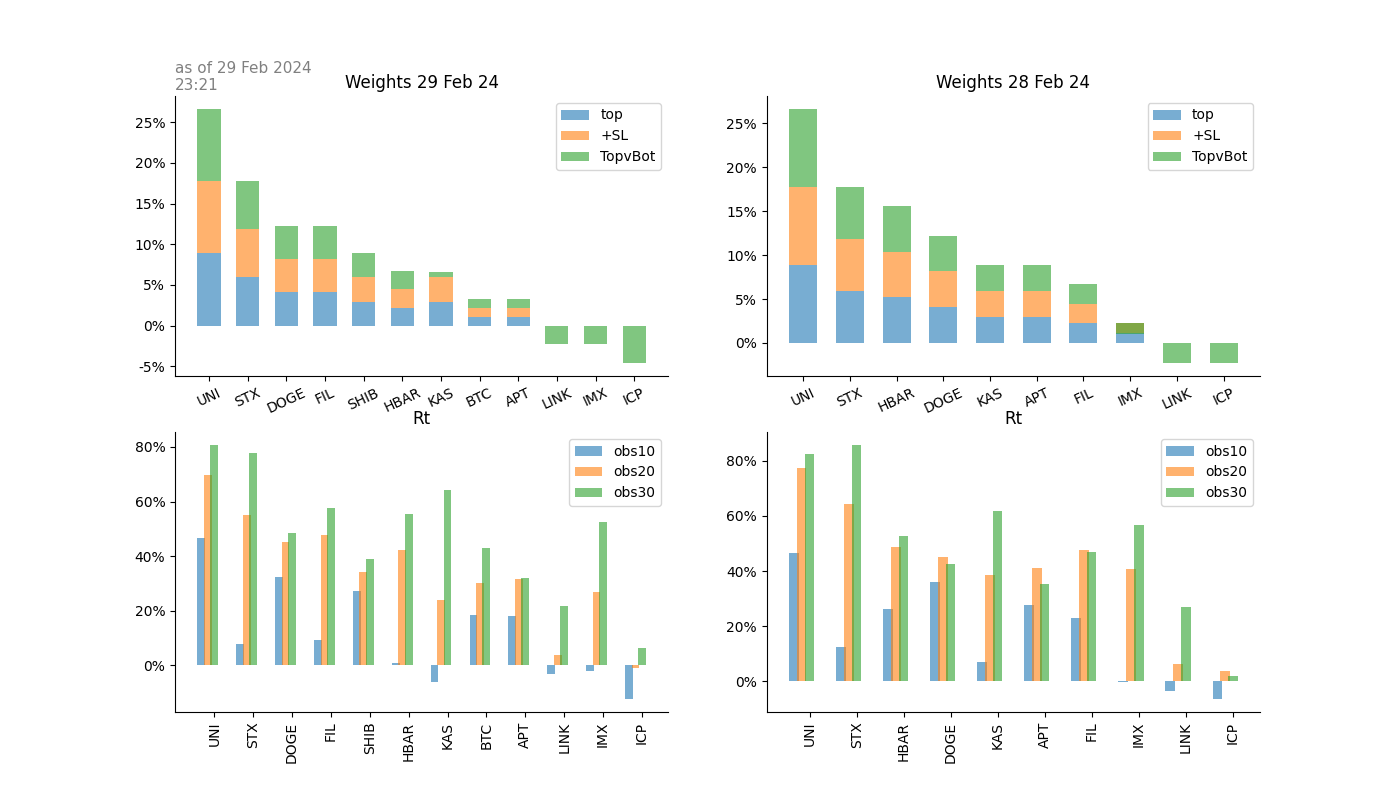 as of 29 Feb 2024
23:21
Weights 29 Feb 24
25%
20%
15%
10%
5%
0%
-5%
top
+SL
TopvBot
UNI STX DOGE FIL SHIB HBAR KAS BTC APT LINK IMX ICP
Weights 28 Feb 24
25%
20%
15%
10%
5%
0%
top
+SL
TopvBot
UNI STX HBAR DOGE KAS APT FIL IMX LINK ICP
Rt
80%
60%
40%
20%
0%
obs10
obs20
obs30
UNI STX DOGE FIL SHIB HBAR KAS BTC APT LINK IMX ICP
Rt
80%
60%
40%
20%
0%
obs10
obs20
obs30
UNI STX HBAR DOGE KAS APT FIL IMX LINK ICP